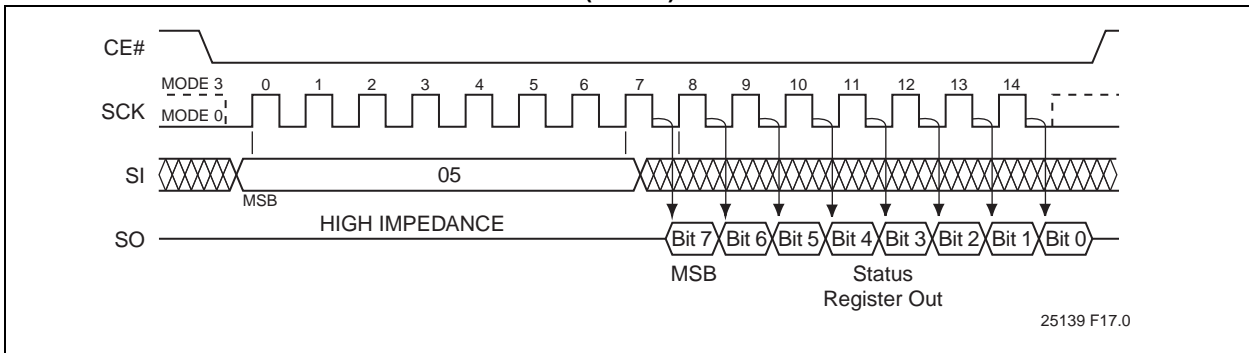 CE#
MODE 3 0 1 2 3 4 5 6 7 8 9 10 11 12 13 14
SCK MODE 0
SI 05
MSB
HIGH IMPEDANCE
SO Bit 7 Bit 6 Bit 5 Bit 4 Bit 3 Bit 2 Bit 1 Bit 0
MSB Status
Register Out
25139 F17.0